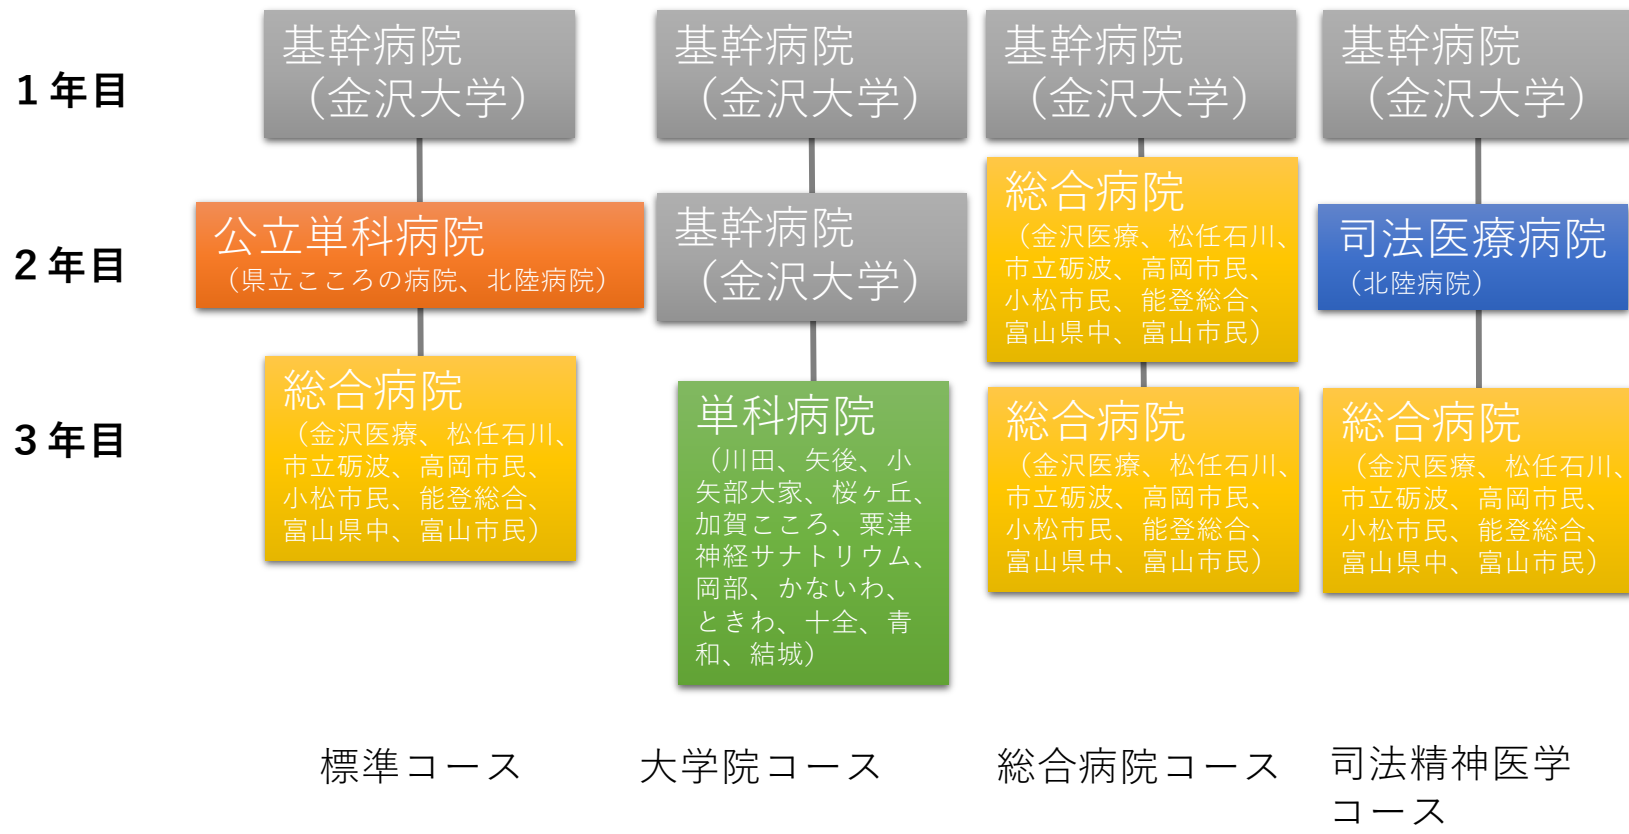 1年目
基幹病院
（金沢大学）
基幹病院
（金沢大学）
基幹病院
（金沢大学）
基幹病院
（金沢大学）
2年目
公立単科病院
（県立こころの病院、北陸病院）
基幹病院
（金沢大学）
総合病院
（金沢医療、松任石川、
市立砺波、高岡市民、
小松市民、能登総合、
富山県中、富山市民）
司法医療病院
（北陸病院）
3年目
総合病院
（金沢医療、松任石川、
市立砺波、高岡市民、
小松市民、能登総合、
富山県中、富山市民）
単科病院
（川田、矢後、小
矢部大家、桜ヶ丘、
加賀こころ、粟津
神経サナトリウム、
岡部、かないわ、
ときわ、十全、青
和、結城）
総合病院
（金沢医療、松任石川、
市立砺波、高岡市民、
小松市民、能登総合、
富山県中、富山市民）
総合病院
（金沢医療、松任石川、
市立砺波、高岡市民、
小松市民、能登総合、
富山県中、富山市民）
標準コース
大学院コース
総合病院コース
司法精神医学
コース